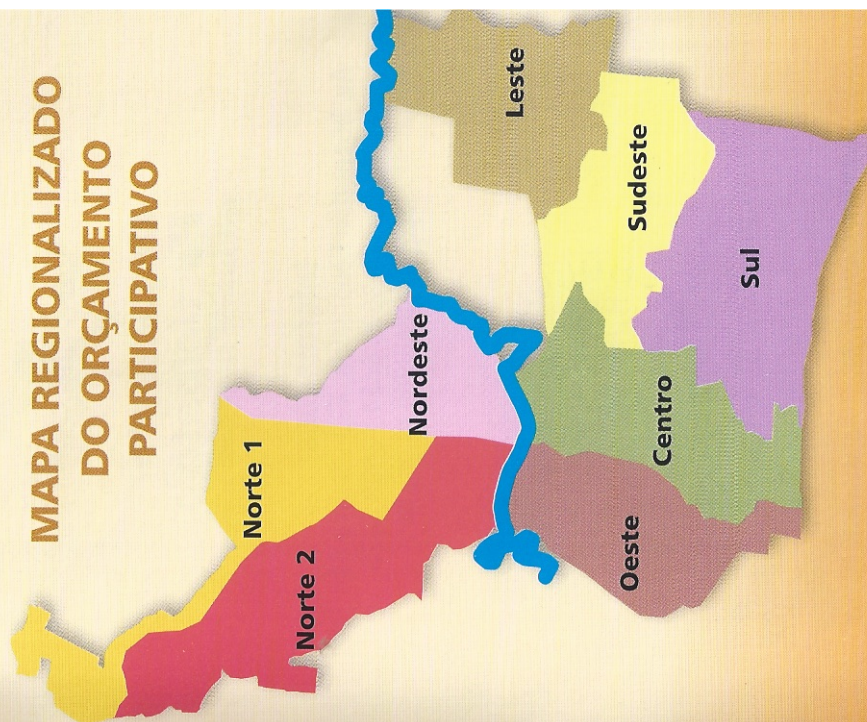 MAPA REGIONALIZADO
DO ORÇAMENTO
PARTICIPATIVO
Norte 1
Norte 2
Nordeste
Leste
Sudeste
Sul
Centro
Oeste